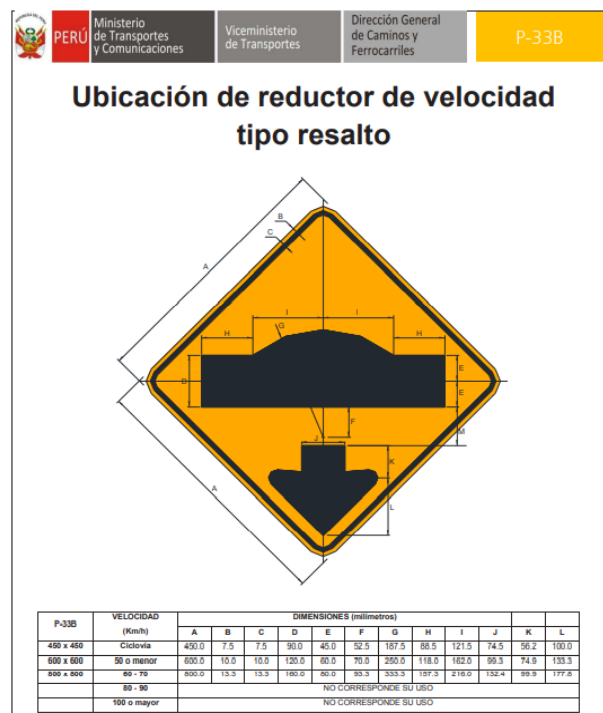 PERÚ
Ministerio
de Transportes
y Comunicaciones
Viceministerio
de Transportes
Dirección General
de Caminos y
Ferrocarriles
P-33B
Ubicación de reductor de velocidad
tipo resalto
B
C
A
I I
G
H H
D
E
E
F
M
J
K
A
L
P-33B VELOCIDAD DIMENSIONES (milímetros)
(Km/h) A B C D E F G H I J K L
450 x 450 Ciclovía 450.0 7.5 7.5 90.0 45.0 52.5 187.5 88.5 121.5 74.5 56.2 100.0
600 x 600 50 o menor 600.0 10.0 10.0 120.0 60.0 70.0 250.0 118.0 162.0 99.3 74.9 133.3
800 x 800 60 - 70 800.0 13.3 13.3 160.0 80.0 93.3 333.3 157.3 216.0 132.4 99.9 177.8
80 - 90 NO CORRESPONDE SU USO
100 o mayor NO CORRESPONDE SU USO